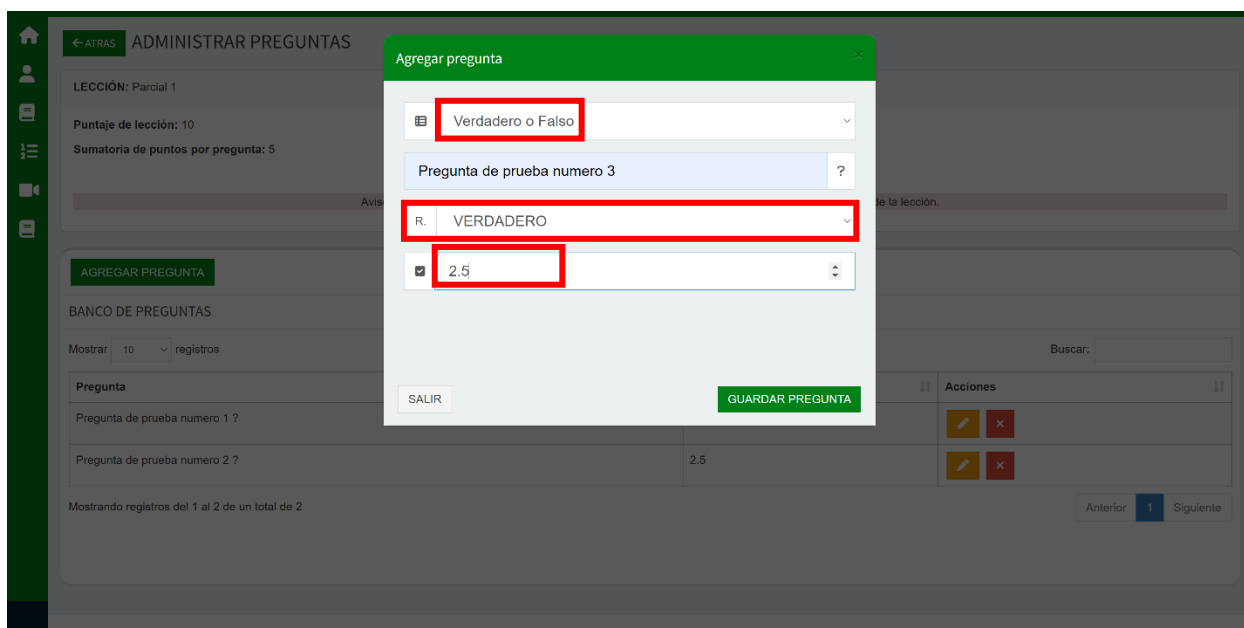 ATRAS ADMINISTRAR PREGUNTAS
LECCIÓN: Parcial 1
Puntaje de lección: 10
Sumatoria de puntos por pregunta: 5
Avis
de la lección.
Agregar pregunta
×
Verdadero o Falso
Pregunta de prueba numero 3 ?
R. VERDADERO
2.5
SALIR GUARDAR PREGUNTA
AGREGAR PREGUNTA
BANCO DE PREGUNTAS
Mostrar 10 registros Buscar:
Pregunta Acciones
Pregunta de prueba numero 1 ?
Pregunta de prueba numero 2 ? 2.5
Mostrando registros del 1 al 2 de un total de 2 Anterior 1 Siguiente